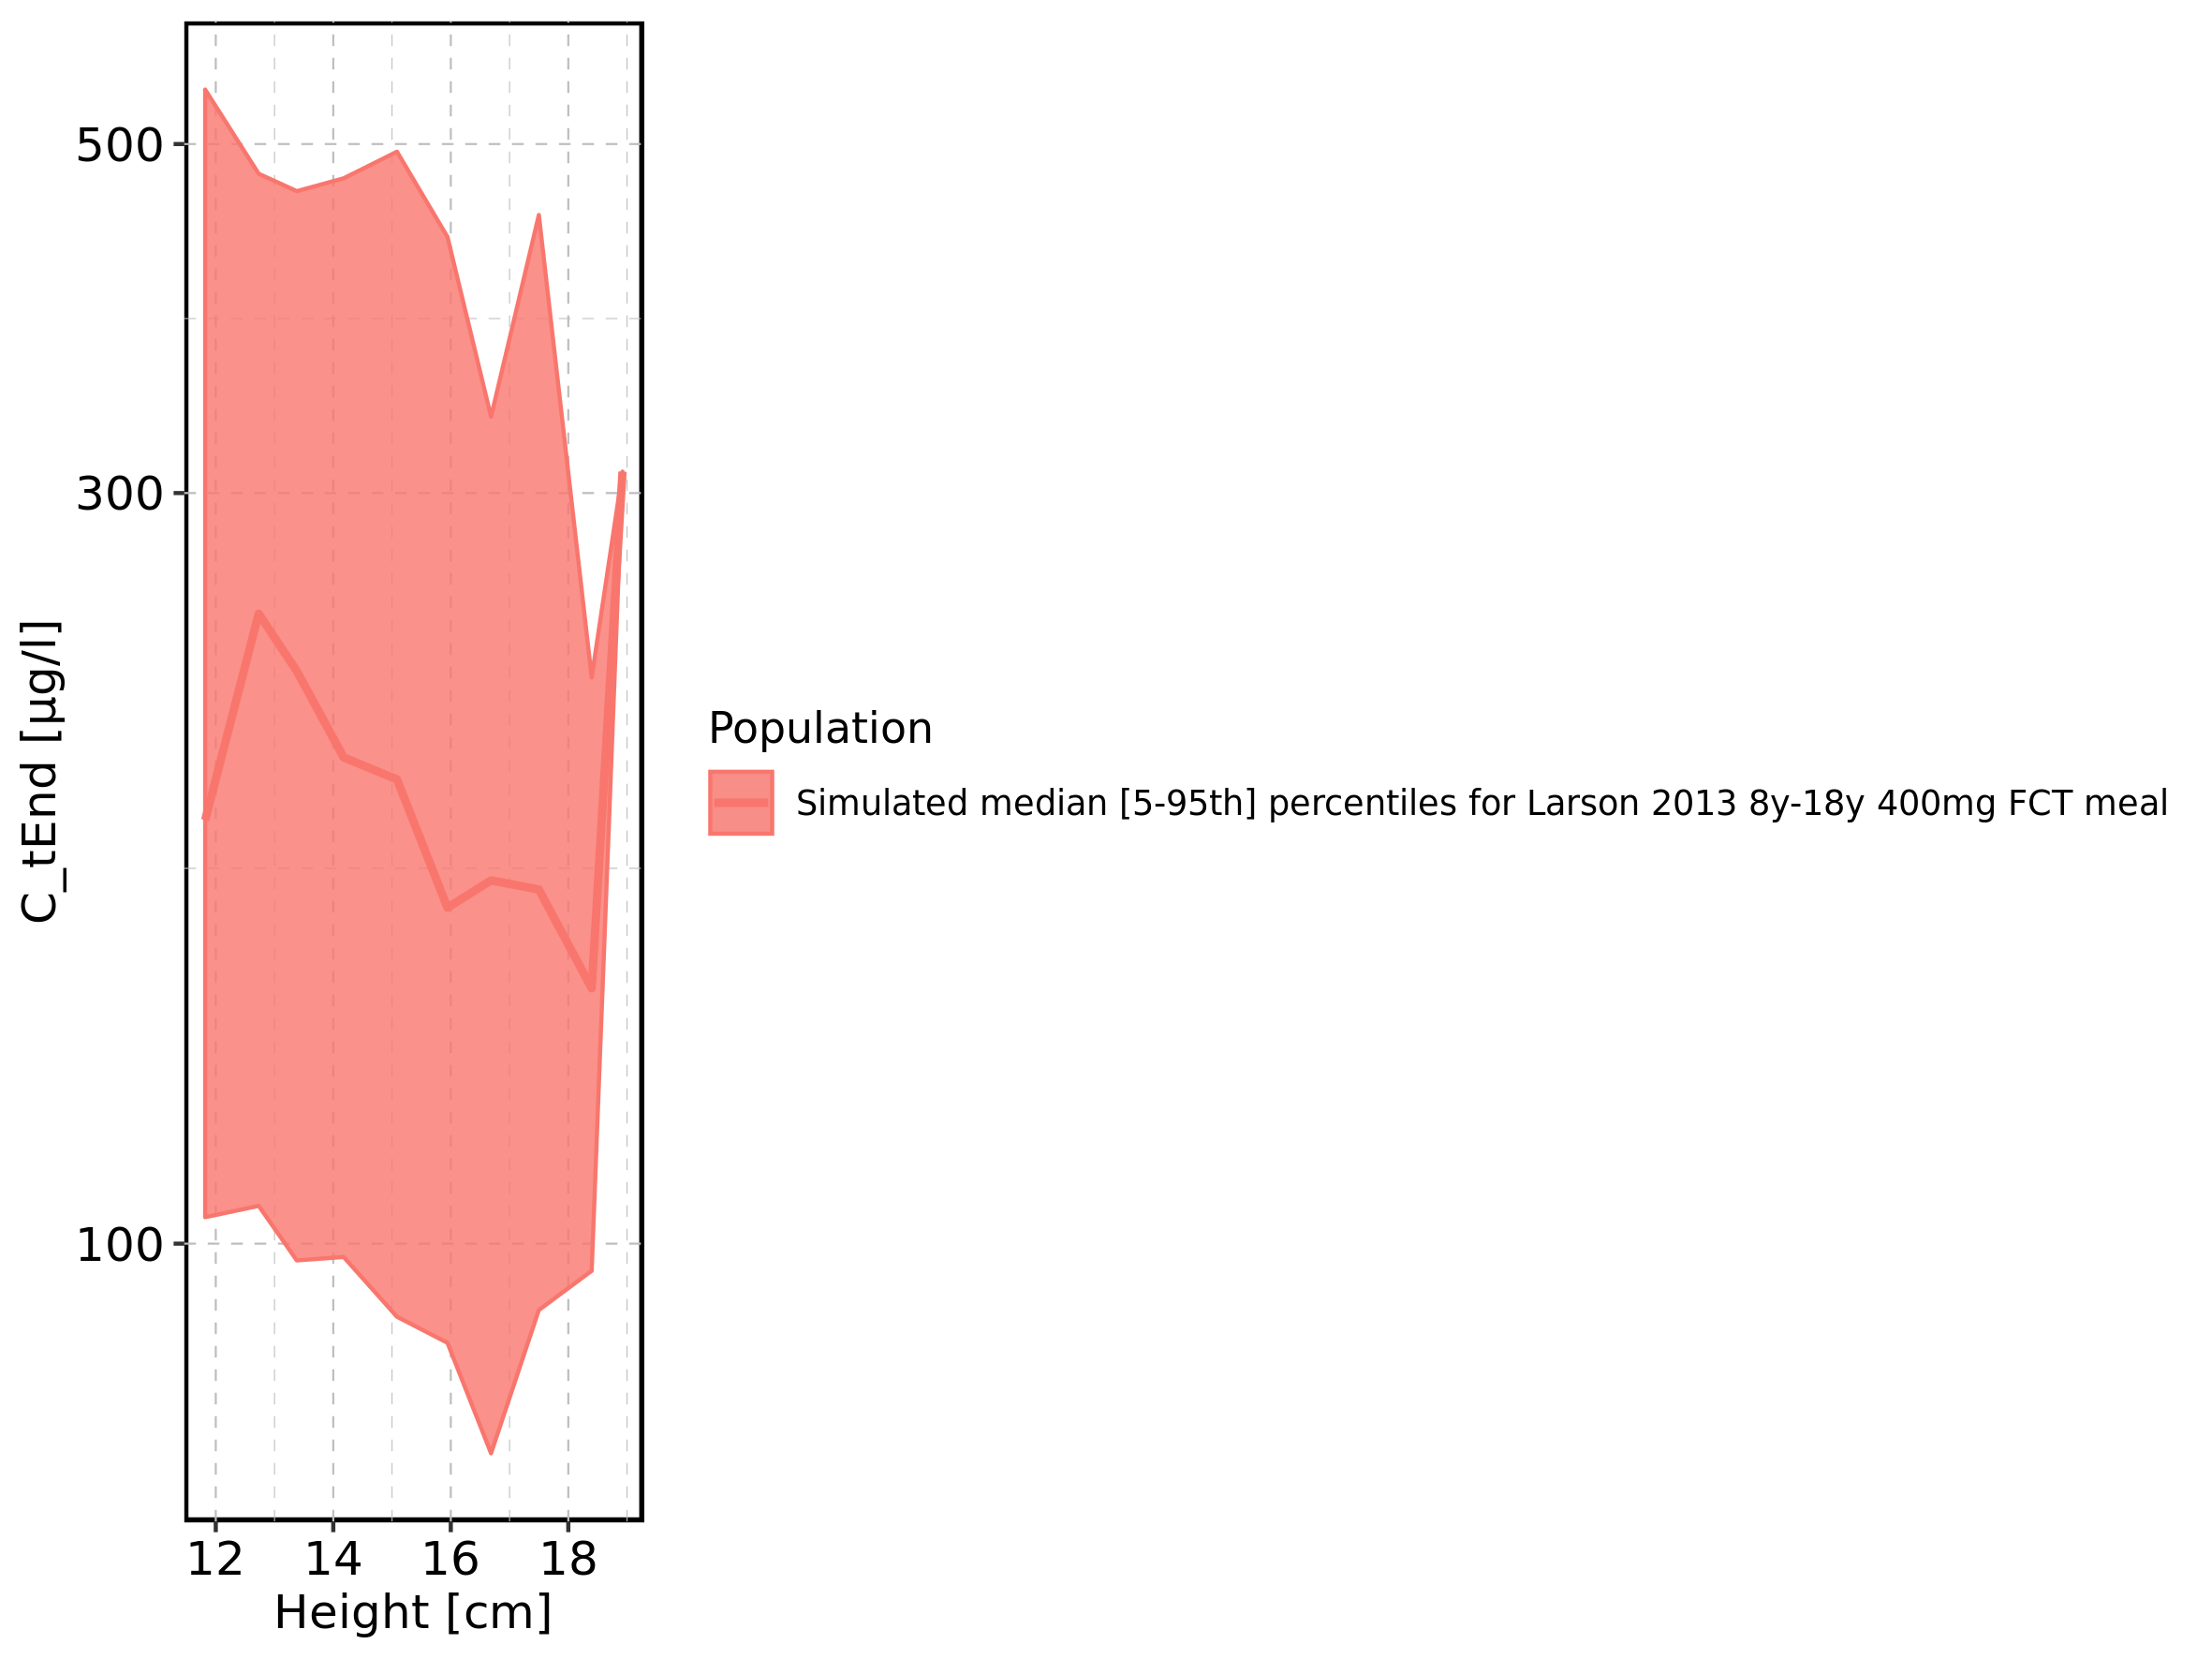 500
300
100
C_tEnd [µg/l]
12 14 16 18
Height [cm]
Population
Simulated median [5-95th] percentiles for Larson 2013 8y-18y 400mg FCT meal